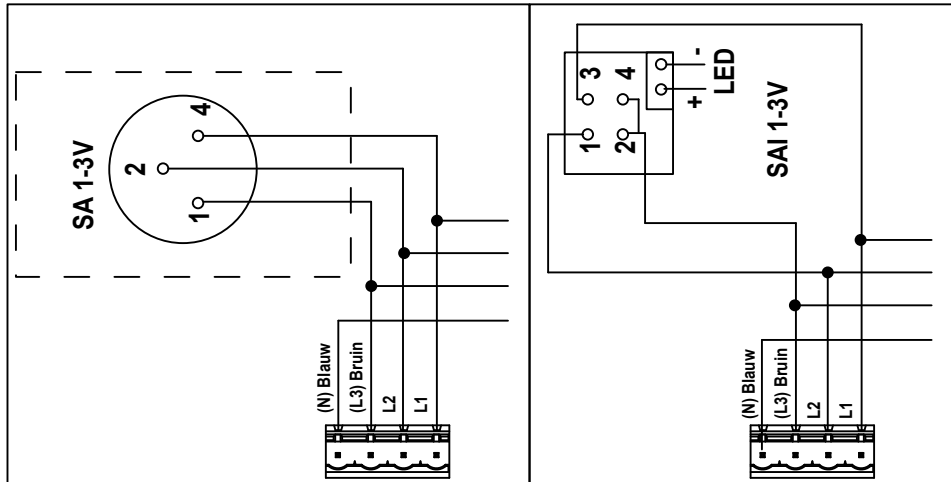 SA 1-3V
4
2
1
(N) Blauw
(L3) Bruin
L2
L1
3
4
1
2
-
+
LED
SAI 1-3V
(N) Blauw
(L3) Bruin
L2
L1